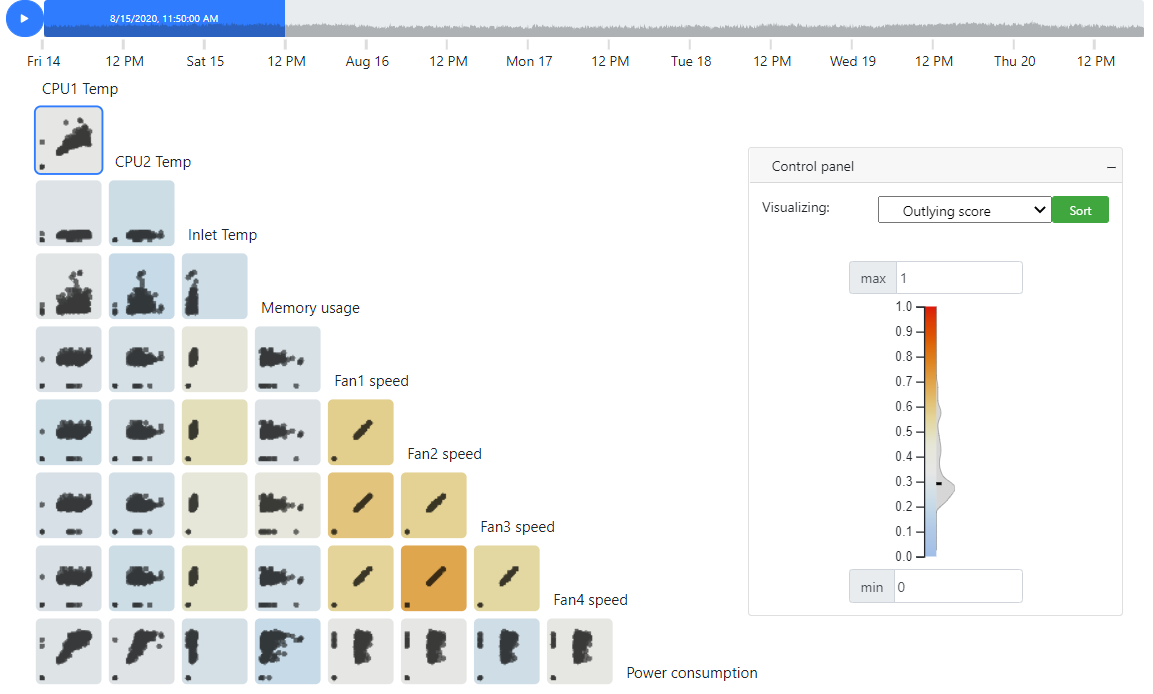 8/15/2020, 11:50:00 AM
Fri 14 12 PM Sat 15 12 PM Aug 16 12 PM Mon 17 12 PM Tue 18 12 PM Wed 19 12 PM Thu 20 12 PM
CPU1 Temp
CPU2 Temp
Control panel
Visualizing: Outlying score Sort
Inlet Temp
max 1
Memory usage
1.0
0.9
0.8
0.7
Fan1 speed
0.6
0.5
Fan2 speed
0.4
0.3
0.2
Fan3 speed
0.1
0.0
min 0
Fan4 speed
Power consumption